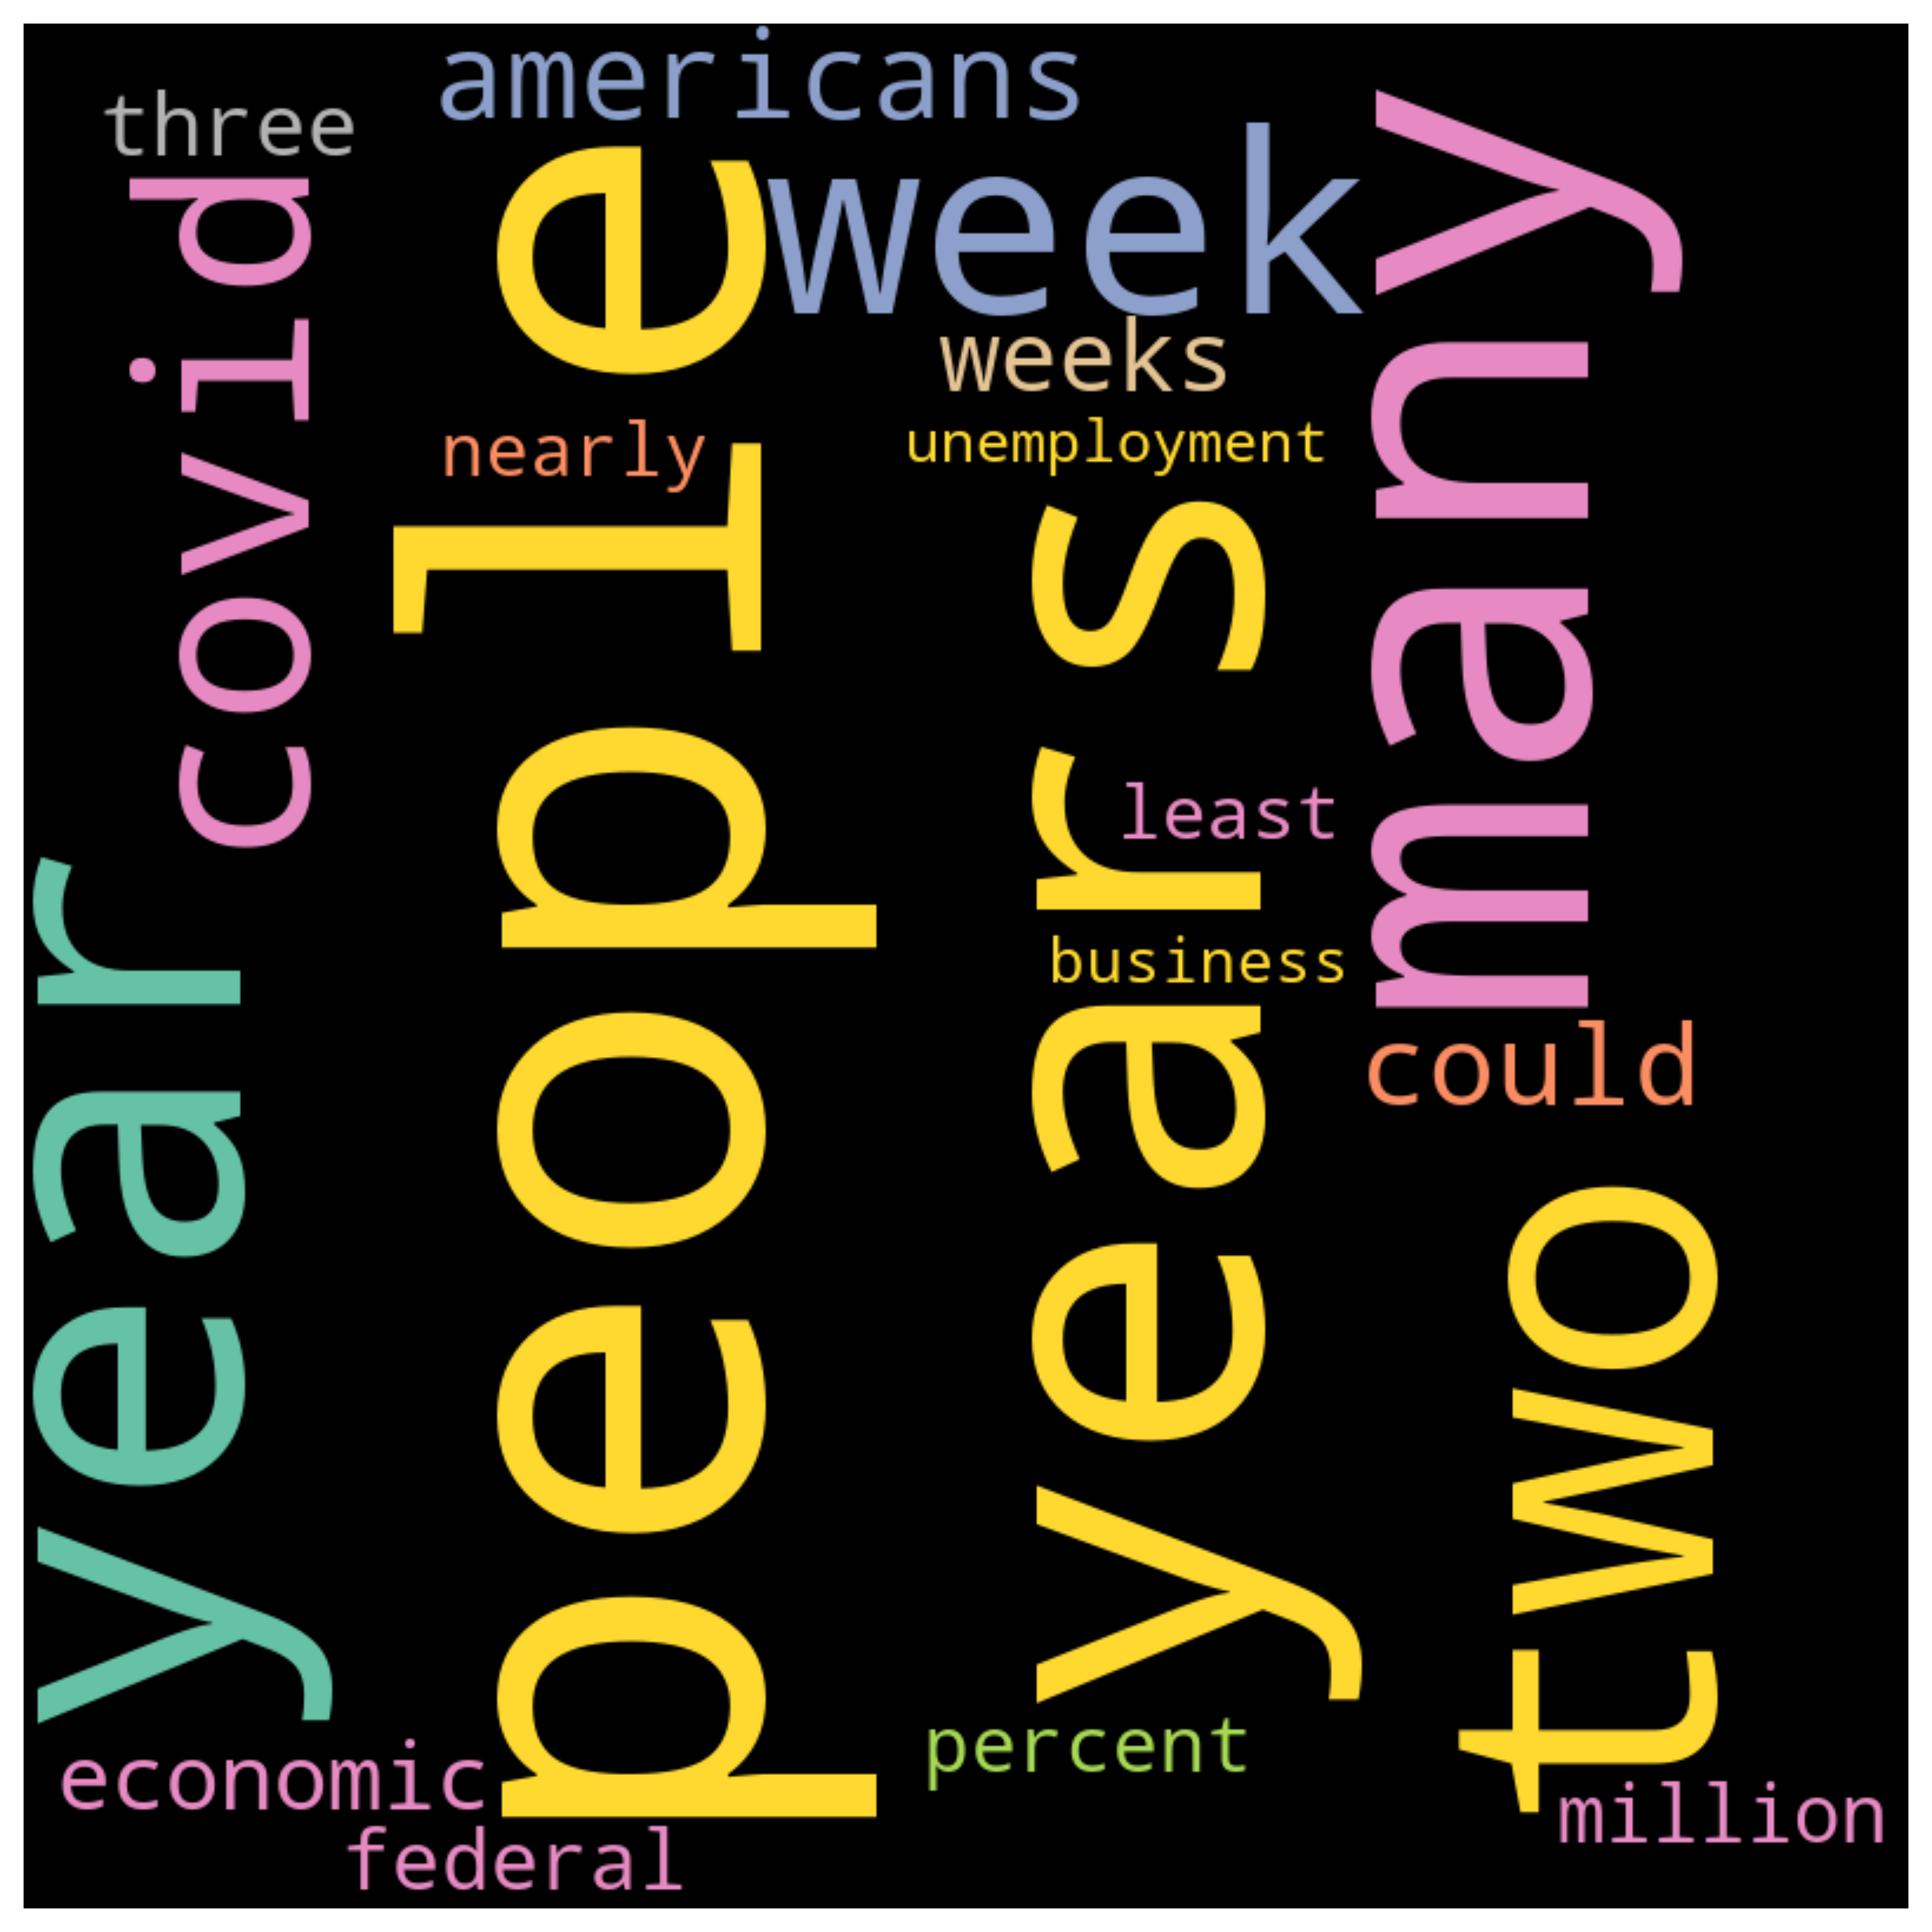 americans
three
week
many
covid
people
weeks
nearly
unemployment
years
least
year
business
could
two
percent
economic
million
federal